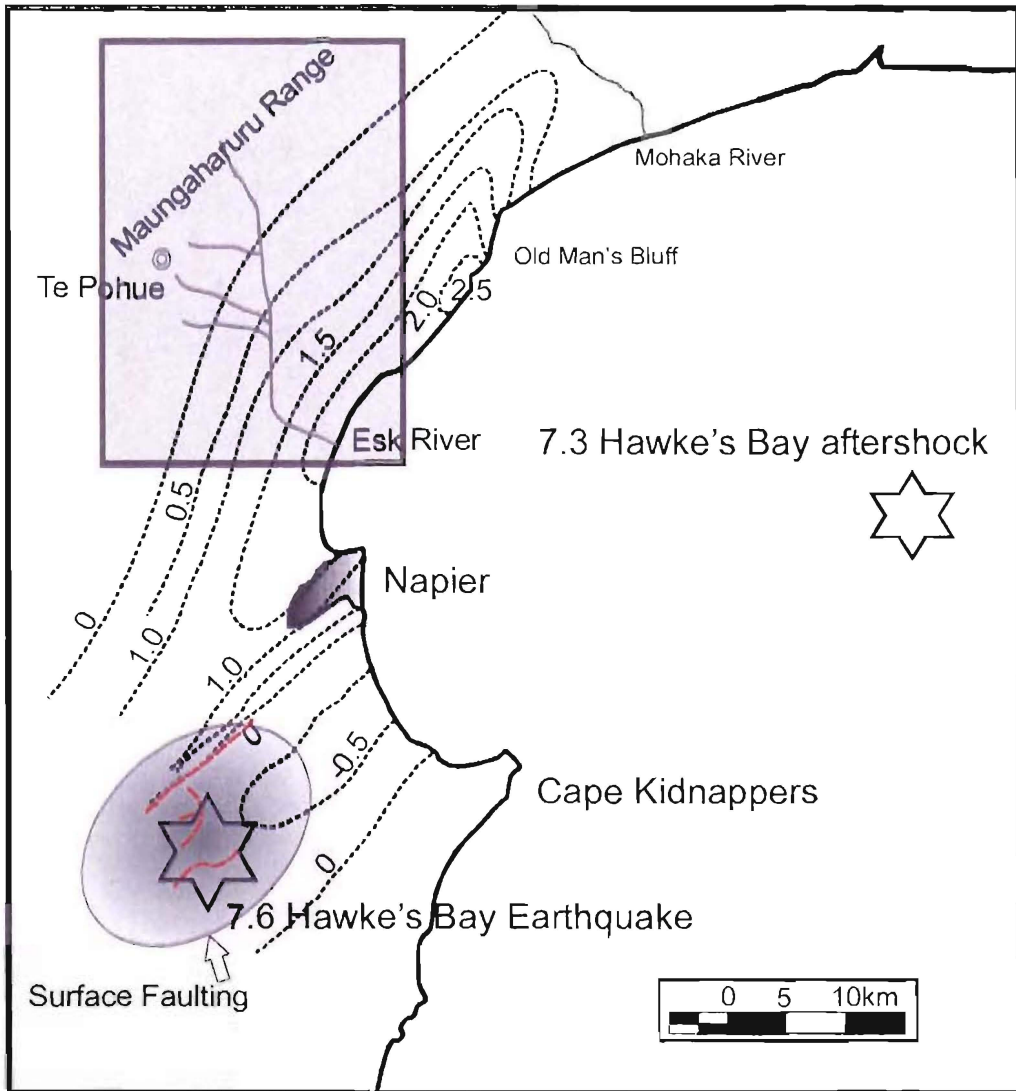 Maungaharuru Range
Mohaka River
Old Man's Bluff
Te Pohue
2.5
2.0
1.5
Esk River
7.3 Hawke's Bay aftershock
0.5
Napier
0
1.0
1.0
0
-0.5
Cape Kidnappers
0
7.6 Hawke's Bay Earthquake
Surface Faulting
0 5 10km